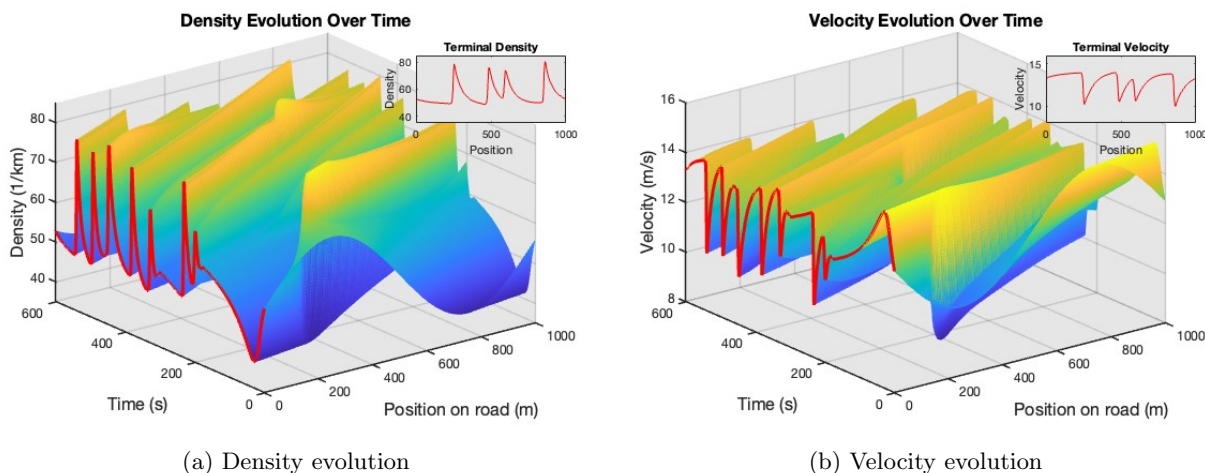 Density Evolution Over Time
Terminal Density
80
60
40
Density
0
500
1000
Position
80
70
60
50
40
Density (1/km)
600
400
200
0
Time (s)
0
200
400
600
800
1000
Position on road (m)
(a) Density evolution
Velocity Evolution Over Time
Terminal Velocity
15
10
Velocity
0
500
1000
Position
16
14
12
10
8
Velocity (m/s)
600
400
200
0
Time (s)
0
200
400
600
800
1000
Position on road (m)
(b) Velocity evolution